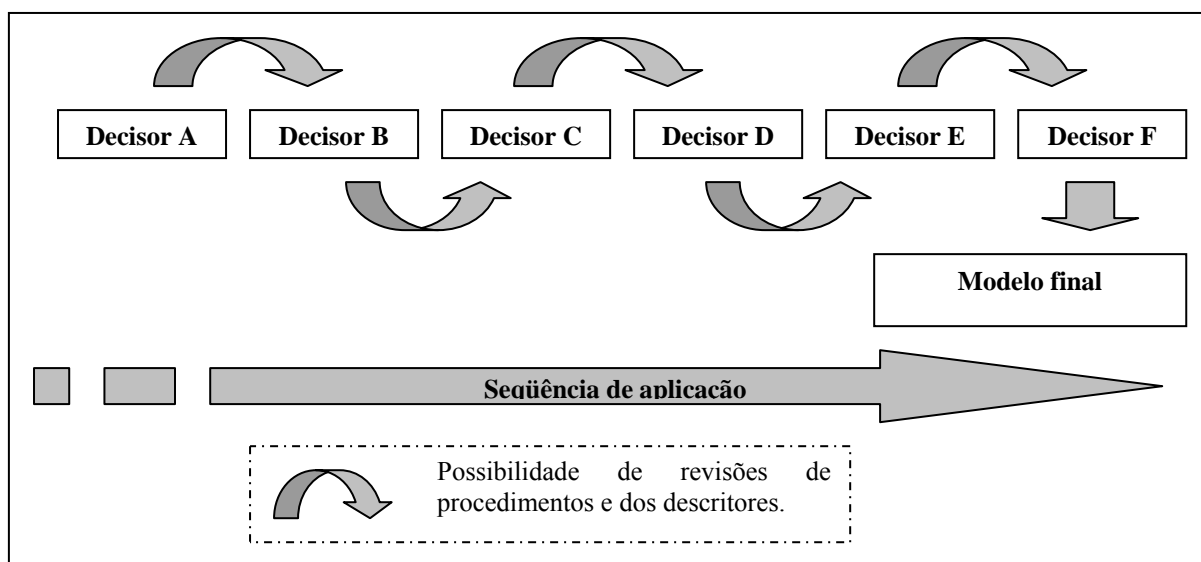 Decisor A Decisor B Decisor C Decisor D Decisor E Decisor F
Modelo final
Seqüência de aplicação
Possibilidade de revisões de
procedimentos e dos descritores.